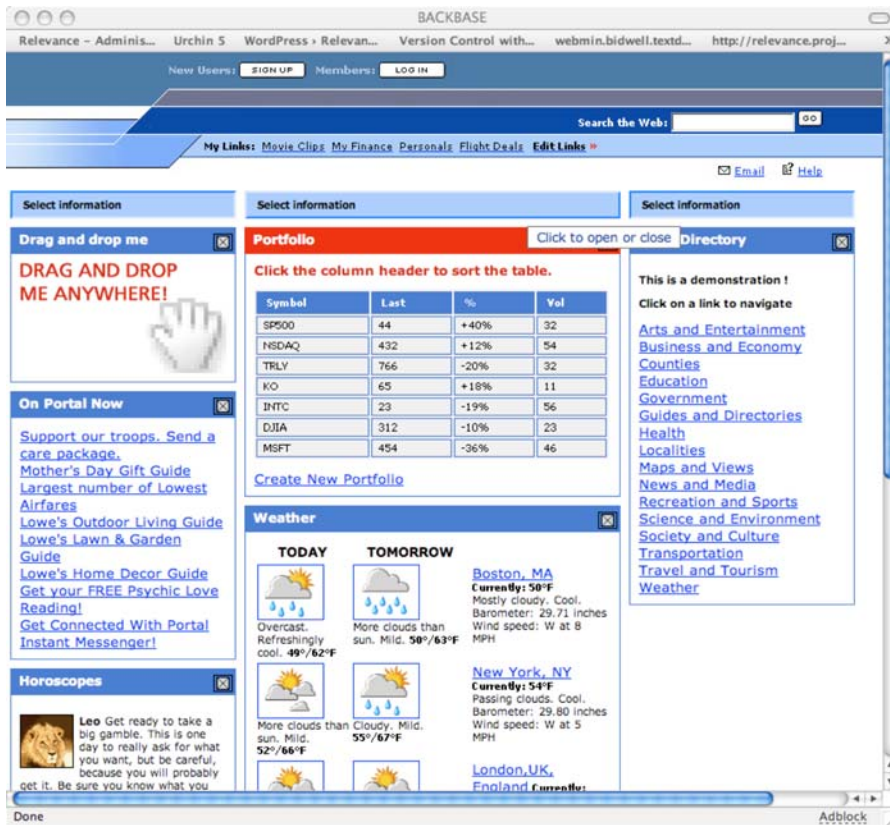 BACKBASE
Relevance – Adminis... Urchin 5 WordPress › Relevan... Version Control with... webmin.bidwell.textd... http://relevance.proj...
New Users: SIGN UP Members: LOG IN
Search the Web: GO
My Links: Movie Clips My Finance Personals Flight Deals Edit Links »
Email Help
Select information
Drag and drop me
DRAG AND DROP
ME ANYWHERE!
On Portal Now
Support our troops. Send a
care package.
Mother's Day Gift Guide
Largest number of Lowest
Airfares
Lowe's Outdoor Living Guide
Lowe's Lawn & Garden
Guide
Lowe's Home Decor Guide
Get your FREE Psychic Love
Reading!
Get Connected With Portal
Instant Messenger!
Horoscopes
Leo Get ready to take a
big gamble. This is one
day to really ask for what
you want, but be careful,
because you will probably
get it. Be sure you know what you
Select information
Portfolio
Click to open or close
Click the column header to sort the table.
Symbol Last % Vol
SP500 44 +40% 32
NSDAQ 432 +12% 54
TRLY 766 -20% 32
KO 65 +18% 11
INTC 23 -19% 56
DJIA 312 -10% 23
MSFT 454 -36% 46
Create New Portfolio
Weather
TODAY TOMORROW
Overcast.
Refreshingly
cool. 49º/62ºF
More clouds than
sun. Mild. 50º/63ºF
Boston, MA
Currently: 50ºF
Mostly cloudy. Cool.
Barometer: 29.71 inches
Wind speed: W at 8
MPH
More clouds than
sun. Mild.
52º/66ºF
Cloudy. Mild.
55º/67ºF
New York, NY
Currently: 54ºF
Passing clouds. Cool.
Barometer: 29.80 inches
Wind speed: W at 5
MPH
London,UK,
England Currently:
Select information
Directory
This is a demonstration !
Click on a link to navigate
Arts and Entertainment
Business and Economy
Counties
Education
Government
Guides and Directories
Health
Localities
Maps and Views
News and Media
Recreation and Sports
Science and Environment
Society and Culture
Transportation
Travel and Tourism
Weather
Done Adblock